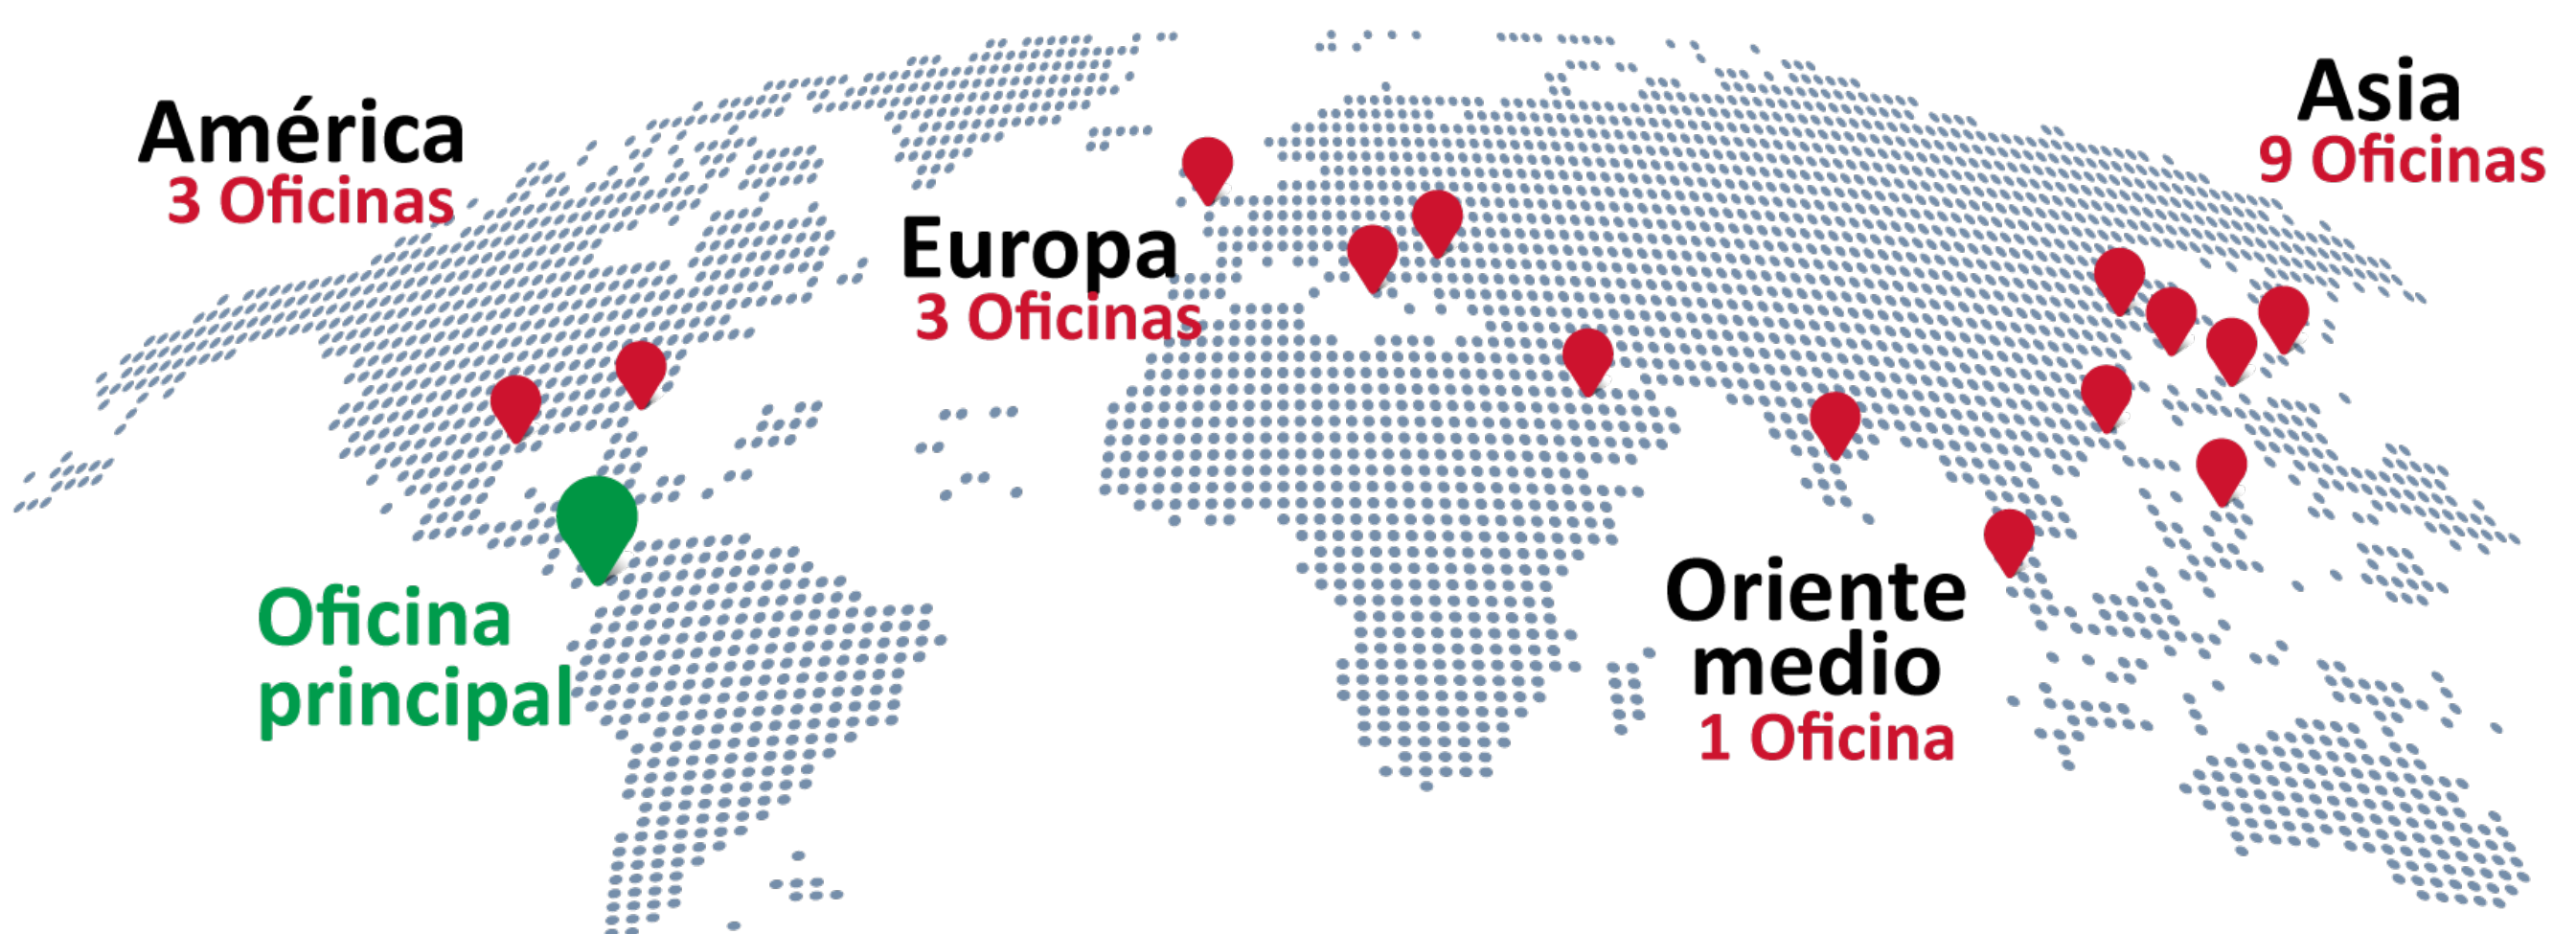 América
3 Oficinas
Europa
3 Oficinas
Asia
9 Oficinas
Oficina
principal
Oriente
medio
1 Oficina